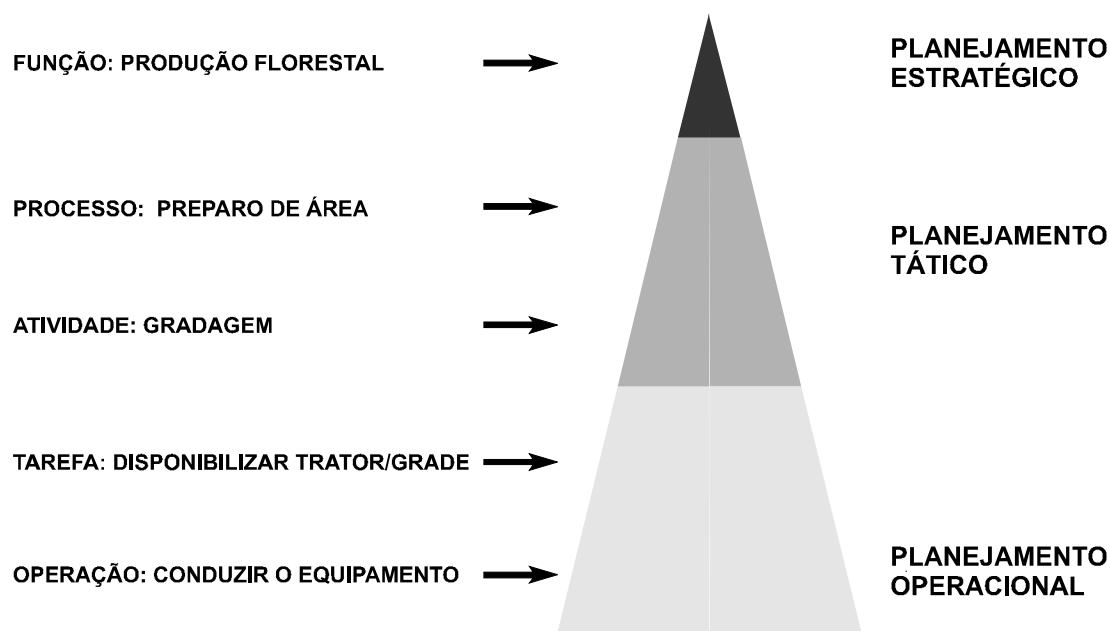 FUNÇÃO: PRODUÇÃO FLORESTAL
PLANEJAMENTO
ESTRATÉGICO
PROCESSO: PREPARO DE ÁREA
PLANEJAMENTO
TÁTICO
ATIVIDADE: GRADAGEM
TAREFA: DISPONIBILIZAR TRATOR/GRADE
OPERAÇÃO: CONDUZIR O EQUIPAMENTO
PLANEJAMENTO
OPERACIONAL